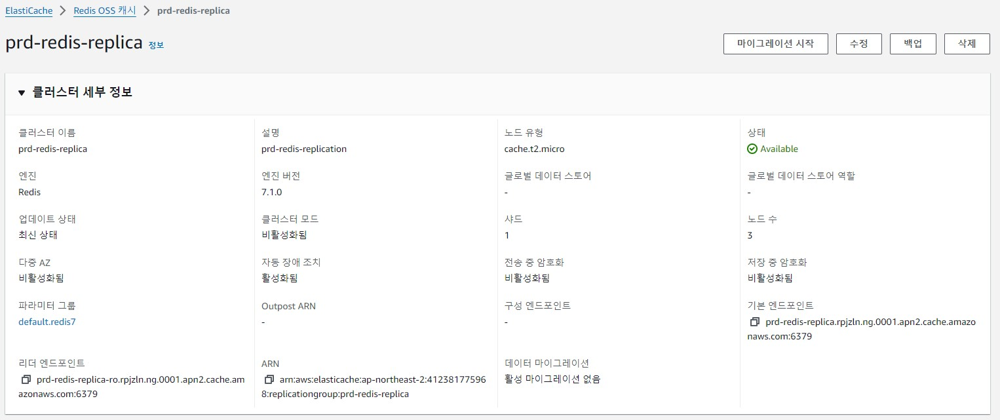 ElastiCache > Redis OSS 캐시 > prd-redis-replica
prd-redis-replica 정보
마이그레이션 시작 수정 백업 삭제
클러스터 세부 정보
클러스터 이름 설명 노드 유형 상태
prd-redis-replica prd-redis-replication cache.t2.micro Available
엔진 엔진 버전 글로벌 데이터 스토어 글로벌 데이터 스토어 역할
Redis 7.1.0 - -
업데이트 상태 클러스터 모드 샤드 노드 수
최신 상태 비활성화됨 1 3
다중 AZ 자동 장애 조치 전송 중 암호화 저장 중 암호화
비활성화됨 활성화됨 비활성화됨 비활성화됨
파라미터 그룹 Outpost ARN 구성 엔드포인트 기본 엔드포인트
default.redis7 - - prd-redis-replica.rpjzln.ng.0001.apn2.cache.amazo
naws.com:6379
리더 엔드포인트 ARN 데이터 마이그레이션
prd-redis-replica-ro.rpjzln.ng.0001.apn2.cache.am arn:aws:elasticache:ap-northeast-2:41238177596 활성 마이그레이션 없음
azonaws.com:6379 8:replicationgroup:prd-redis-replica